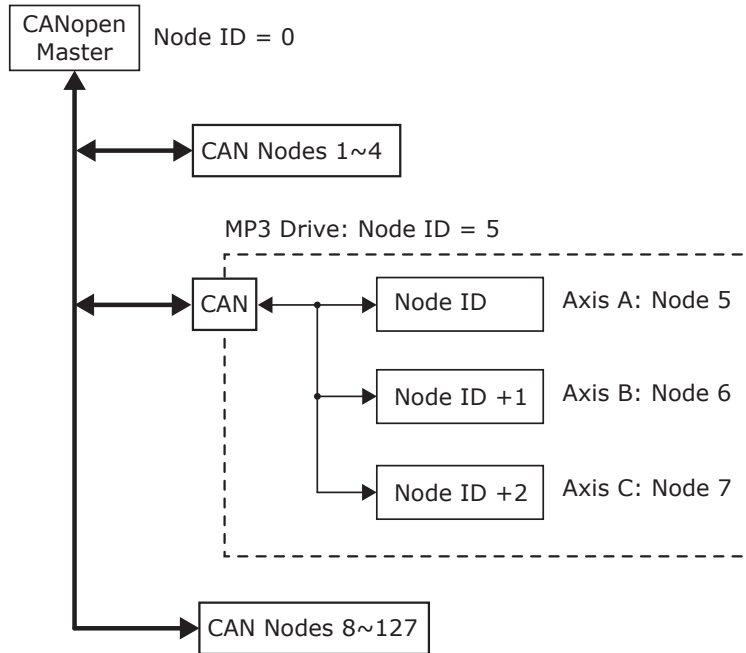 CANopen
Master
Node ID = 0
CAN Nodes 1~4
MP3 Drive: Node ID = 5
CAN
Node ID
Axis A: Node 5
Node ID +1
Axis B: Node 6
Node ID +2
Axis C: Node 7
CAN Nodes 8~127